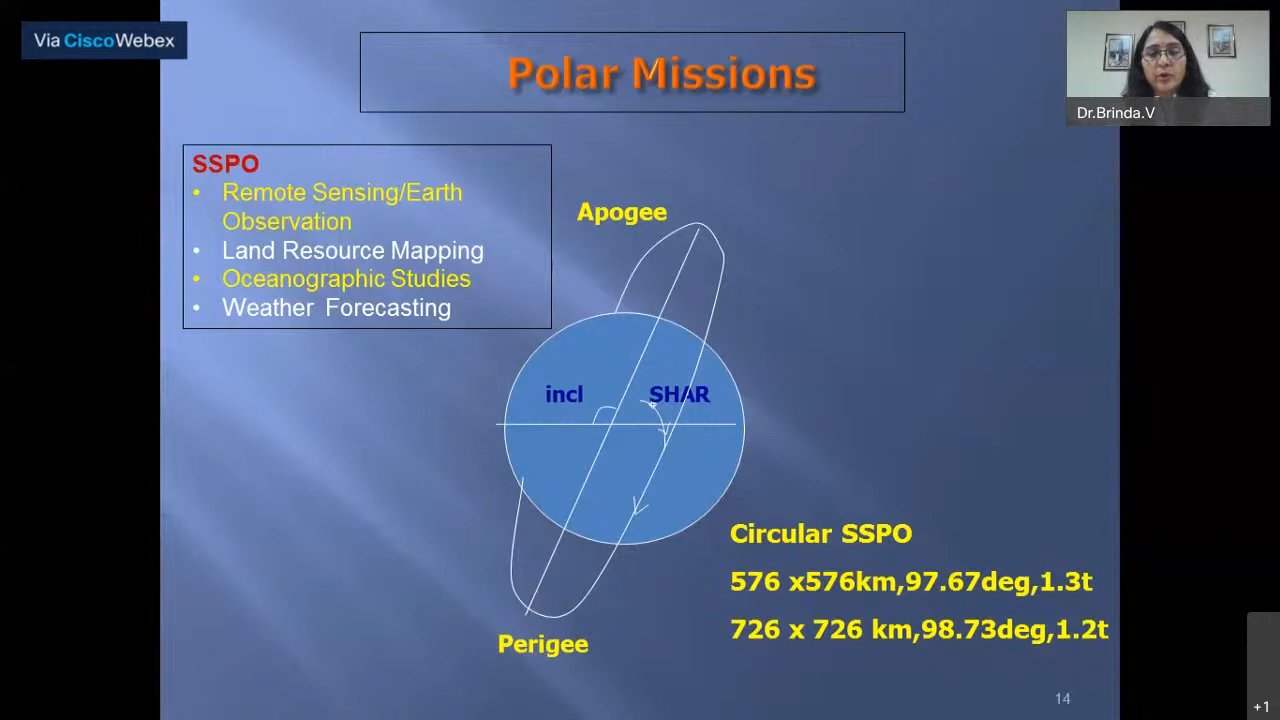 Via CiscoWebex
Polar Missions
Dr.Brinda.V
SSPO
• Remote Sensing/Earth
Observation
• Land Resource Mapping
• Oceanographic Studies
• Weather Forecasting
Apogee
incl
SHAR
Circular SSPO
576 x576km,97.67deg,1.3t
726 x 726 km,98.73deg,1.2t
Perigee
14
+1